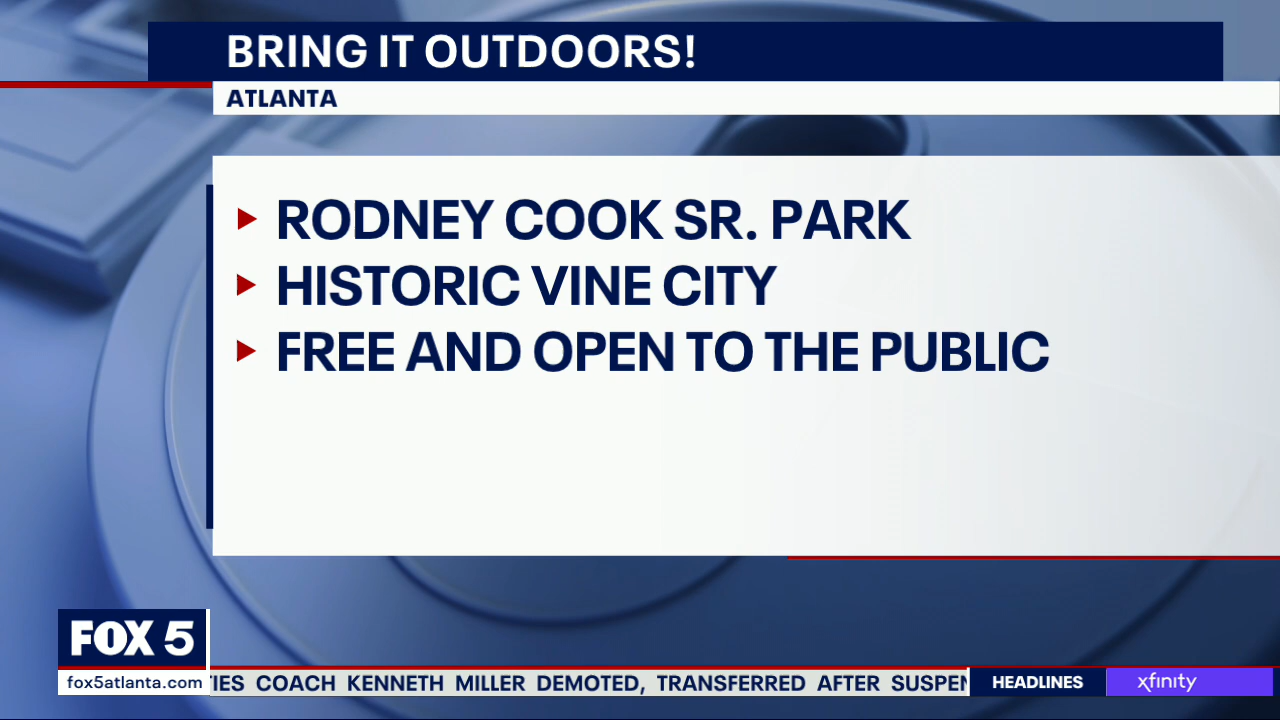 BRING IT OUTDOORS!
ATLANTA
RODNEY COOK SR. PARK
HISTORIC VINE CITY
FREE AND OPEN TO THE PUBLIC
FOX 5
fox5atlanta.com
COACH KENNETH MILLER DEMOTED, TRANSFERRED AFTER
HEADLINES
xfinity